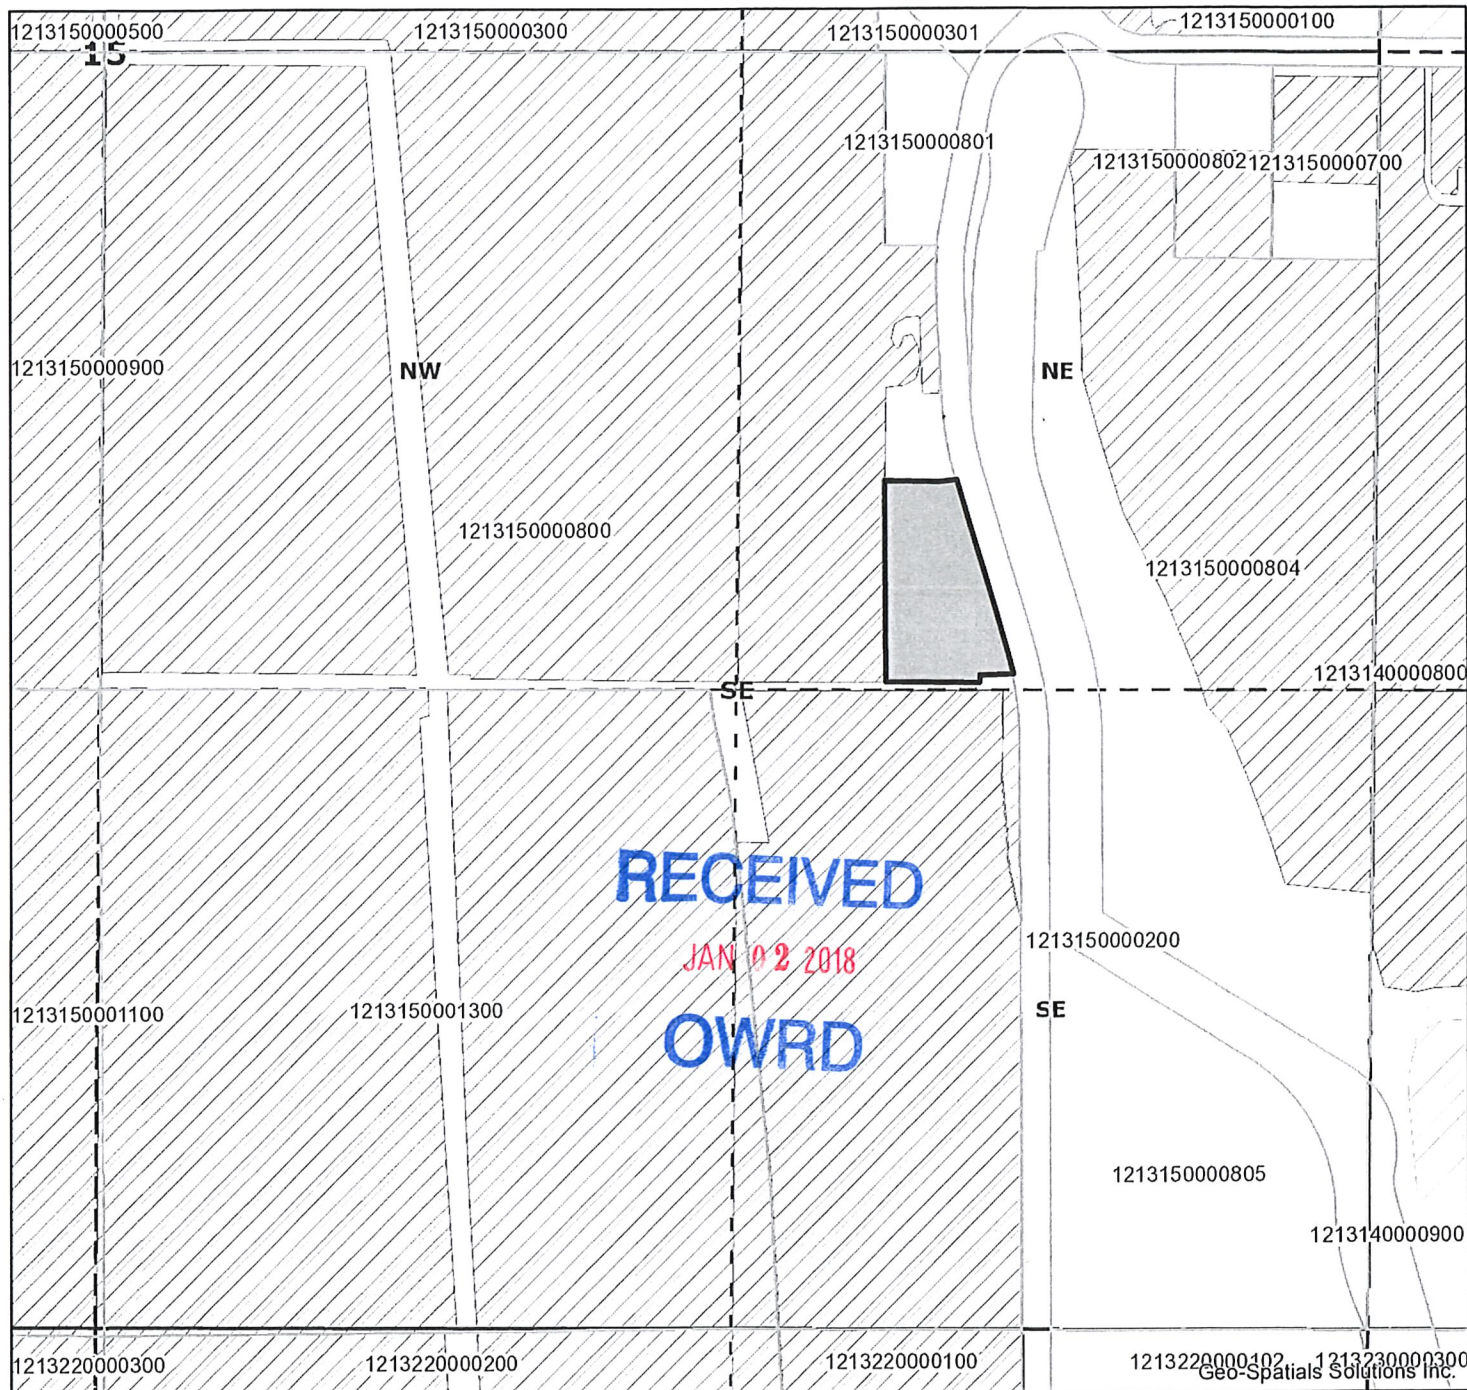 1213150000500 1213150000300 1213150000301 1213150000100
15
1213150000801
1213150000802 1213150000700
1213150000900 NW NE
1213150000800
1213150000804
1213140000800
SE
RECEIVED
1213150000200
JAN 02 2018
1213150001100 1213150001300 SE
OWRD
1213150000805
1213140000900
1213220000300 1213220000200 1213220000100 1213220000102 1213230000300
Geo-Spatials Solutions Inc.